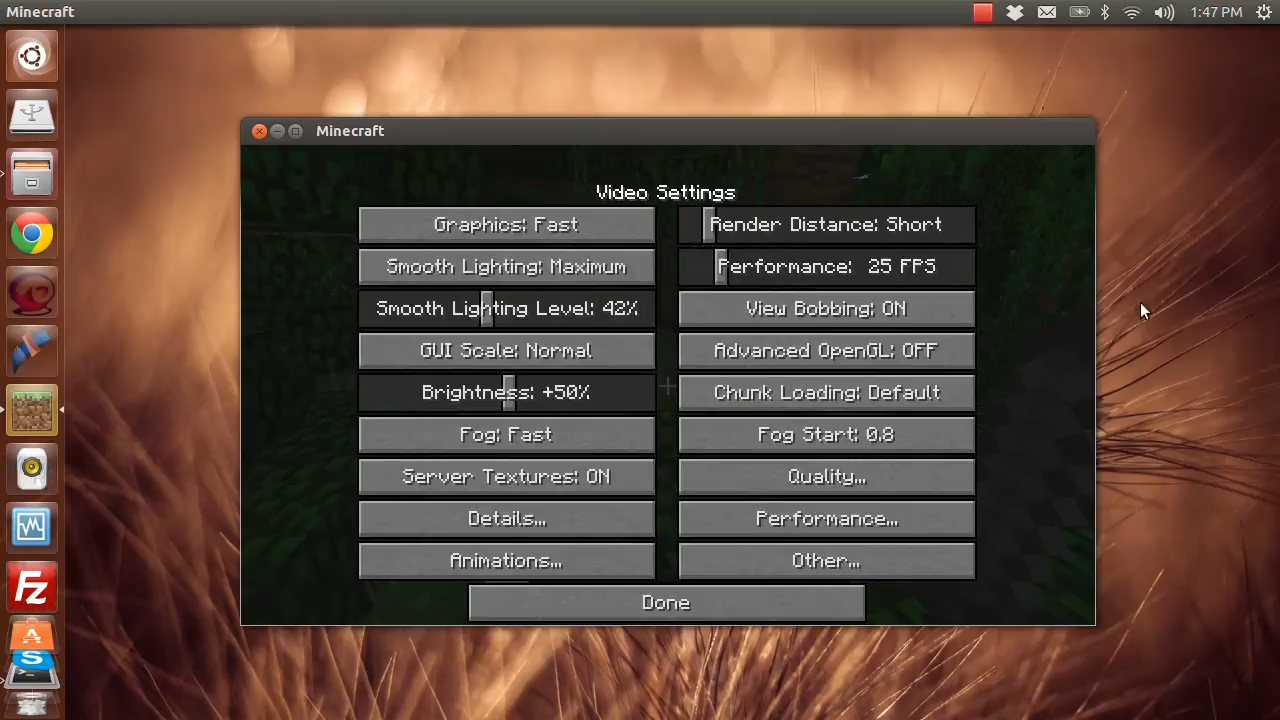 Minecraft
1:47 PM
Minecraft
Video Settings
Graphics: Fast
Render Distance: Short
Smooth Lighting: Maximum
Performance: 25 FPS
Smooth Lighting Level: 42%
View Bobbing: ON
GUI Scale: Normal
Advanced OpenGL: OFF
Brightness: +50%
Chunk Loading: Default
Fog: Fast
Fog Start: 0.8
Server Textures: ON
Quality...
Details...
Performance...
Animations...
Other...
Done
Fz
A
S